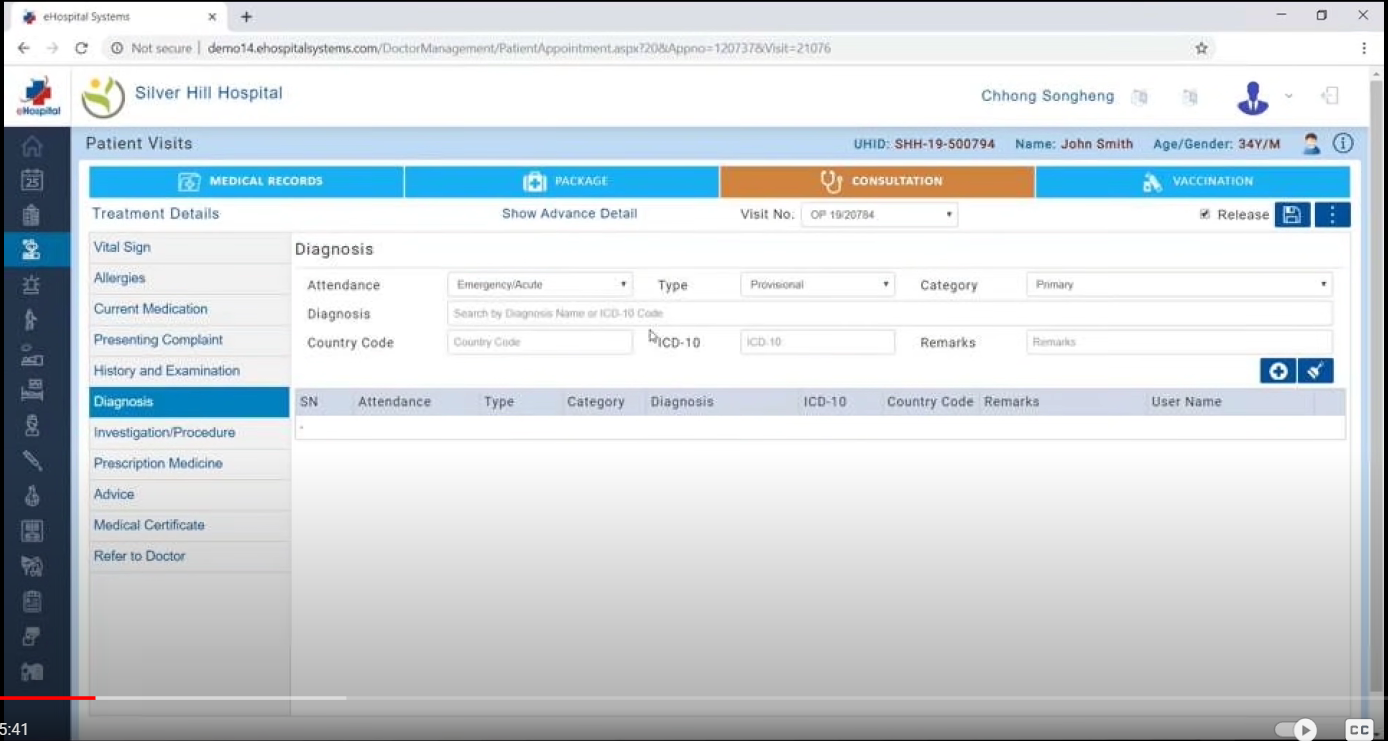 eHospital Systems
Not secure | demo14.ehospitalsystems.com/DoctorManagement/PatientAppointment.aspx?20&Appno=120737&Visit=21076
eHospital
Silver Hill Hospital
Chhong Songheng
Patient Visits
UHID: SHH-19-500794 Name: John Smith Age/Gender: 34Y/M
MEDICAL RECORDS PACKAGE CONSULTATION VACCINATION
25
Treatment Details Show Advance Detail Visit No: OP 19/20784 Release
Vital Sign
Diagnosis
Allergies
Attendance Emergency/Acute Type Provisional Category Primary
Current Medication
Diagnosis Search by Diagnosis Name or ICD-10 Code
Presenting Complaint
Country Code Country Code ICD-10 ICD-10 Remarks Remarks
History and Examination
Diagnosis
SN Attendance Type Category Diagnosis ICD-10 Country Code Remarks User Name
Investigation/Procedure
Prescription Medicine
Advice
Medical Certificate
Refer to Doctor
5:41
CC